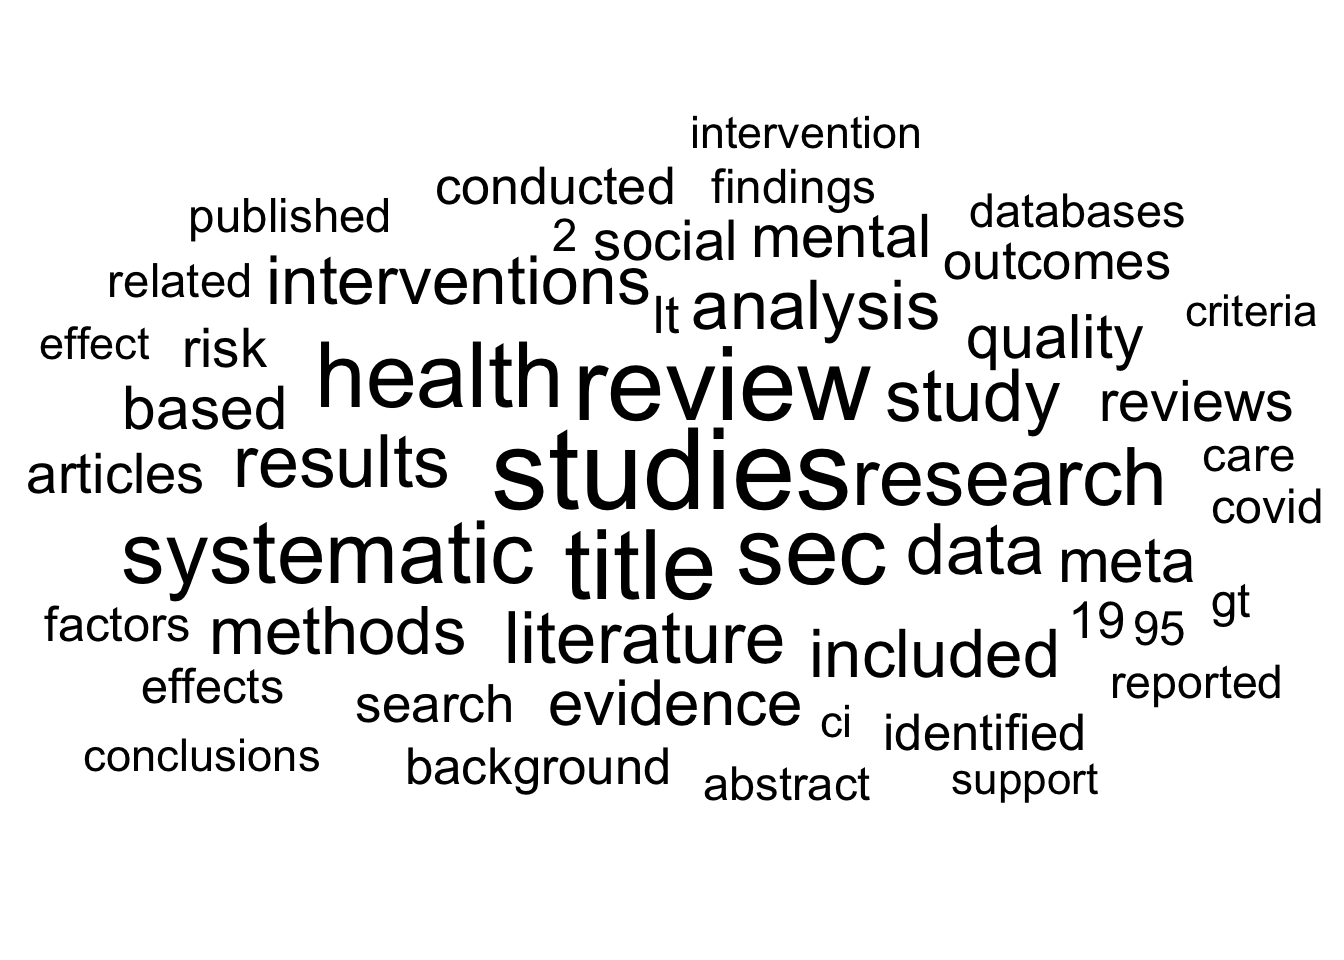 intervention
conducted findings
published databases
2 social mental
related interventions outcomes
lt analysis criteria
effect risk quality
health review study reviews
based
articles results studies research care
covid
systematic title sec data meta
gt
factors methods literature included 19 95
effects search evidence reported
ci identified
conclusions background abstract support